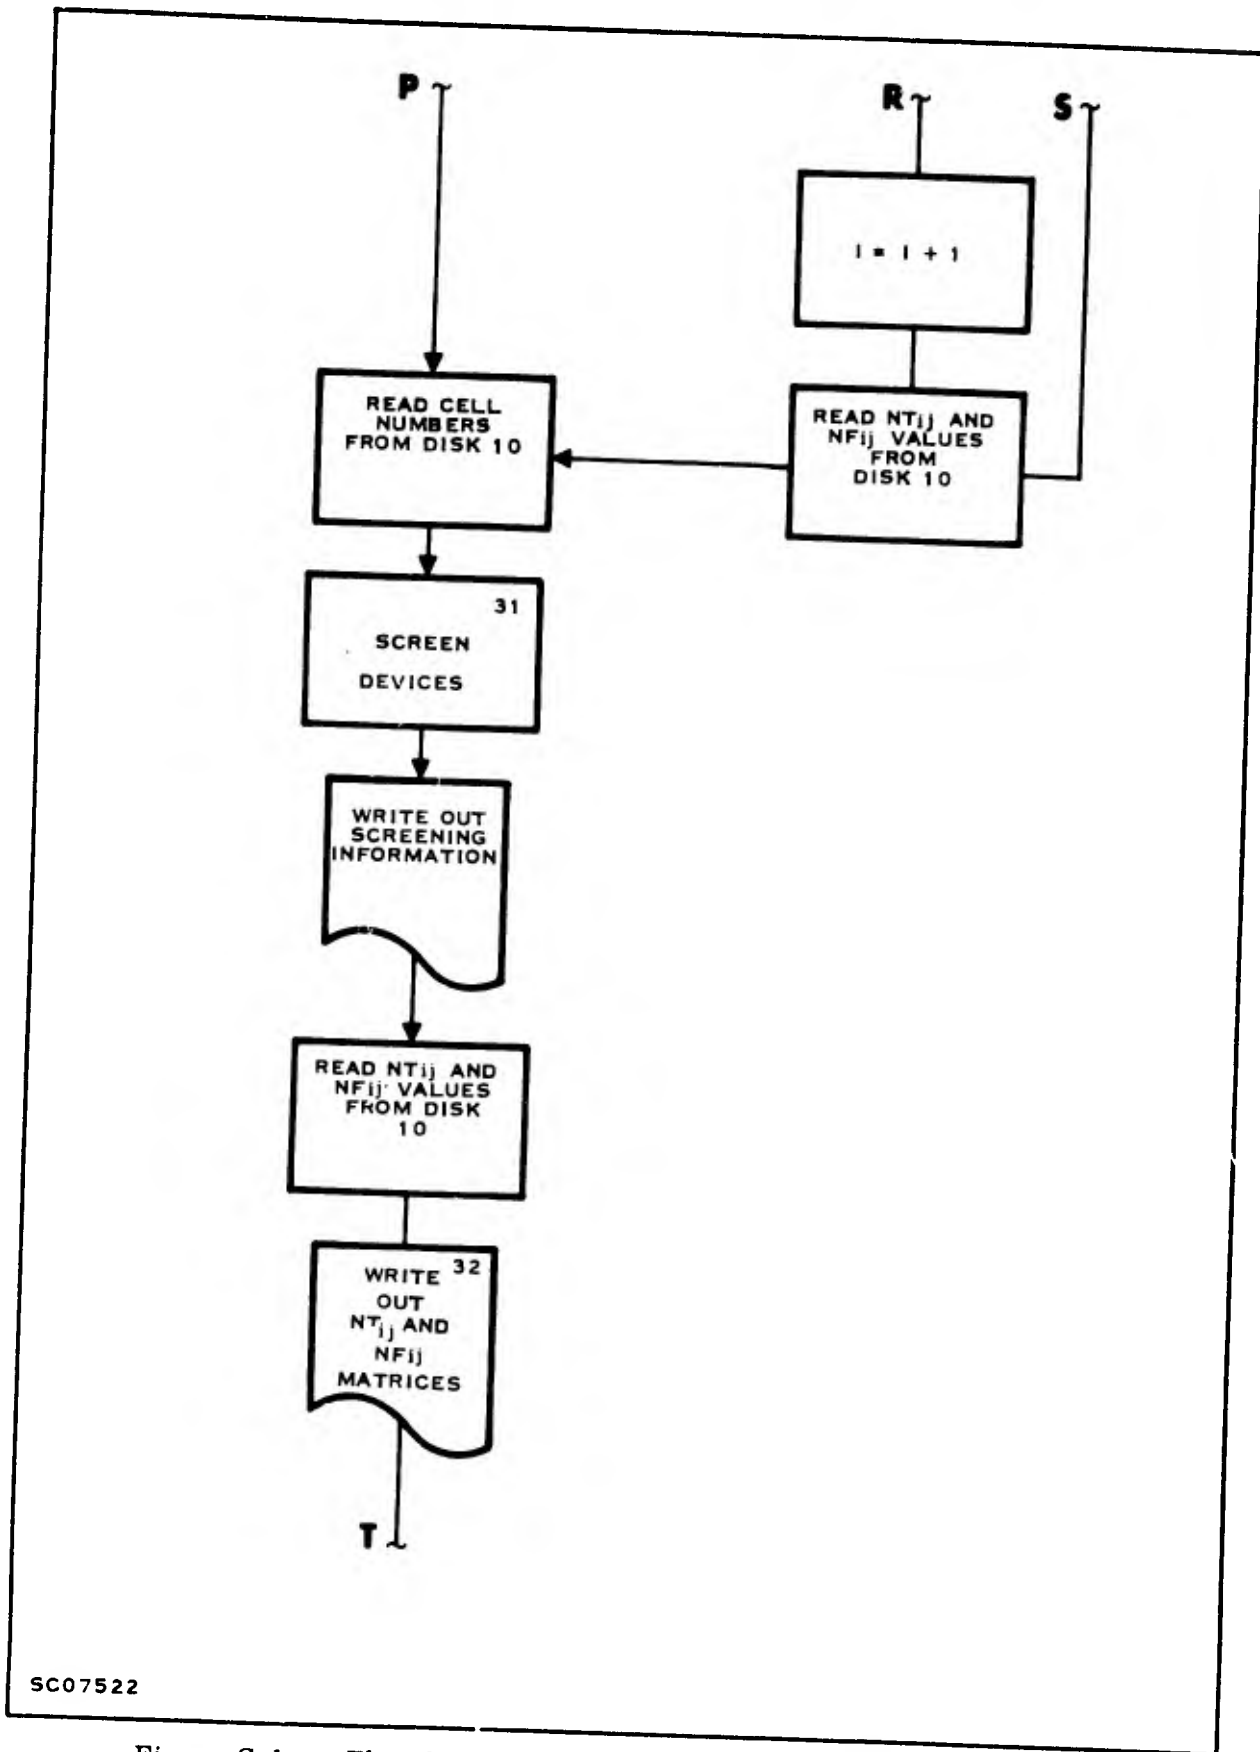 P
R
S
I = I + 1
READ CELL
NUMBERS
FROM DISK 10
READ NTij AND
NFij VALUES
FROM
DISK 10
31
SCREEN
DEVICES
WRITE OUT
SCREENING
INFORMATION
READ NTij AND
NFij VALUES
FROM DISK
10
32
WRITE
OUT
NTij AND
NFij
MATRICES
T
SC07522